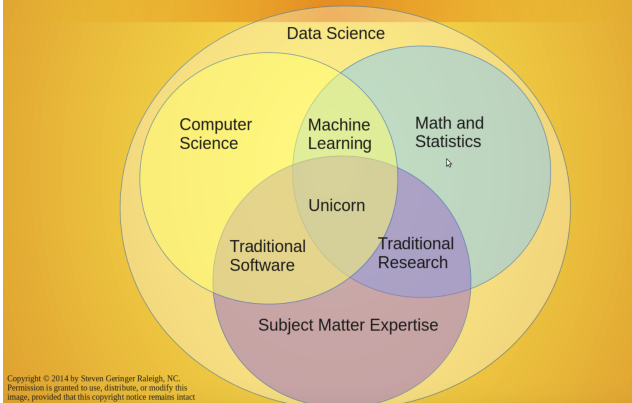 Data Science
Computer
Science
Machine
Learning
Math and
Statistics
Unicorn
Traditional
Software
Traditional
Research
Subject Matter Expertise
Copyright © 2014 by Steven Geringer Raleigh, NC.
Permission is granted to use, distribute, or modify this
image, provided that this copyright notice remains intact